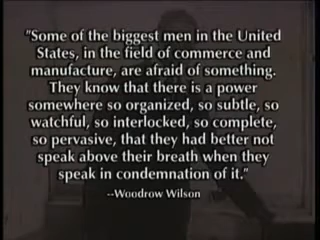 "Some of the biggest men in the United
States, in the field of commerce and
manufacture, are afraid of something.
They know that there is a power
somewhere so organized, so subtle, so
watchful, so interlocked, so complete,
so pervasive, that they had better not
speak above their breath when they
speak in condemnation of it."
--Woodrow Wilson